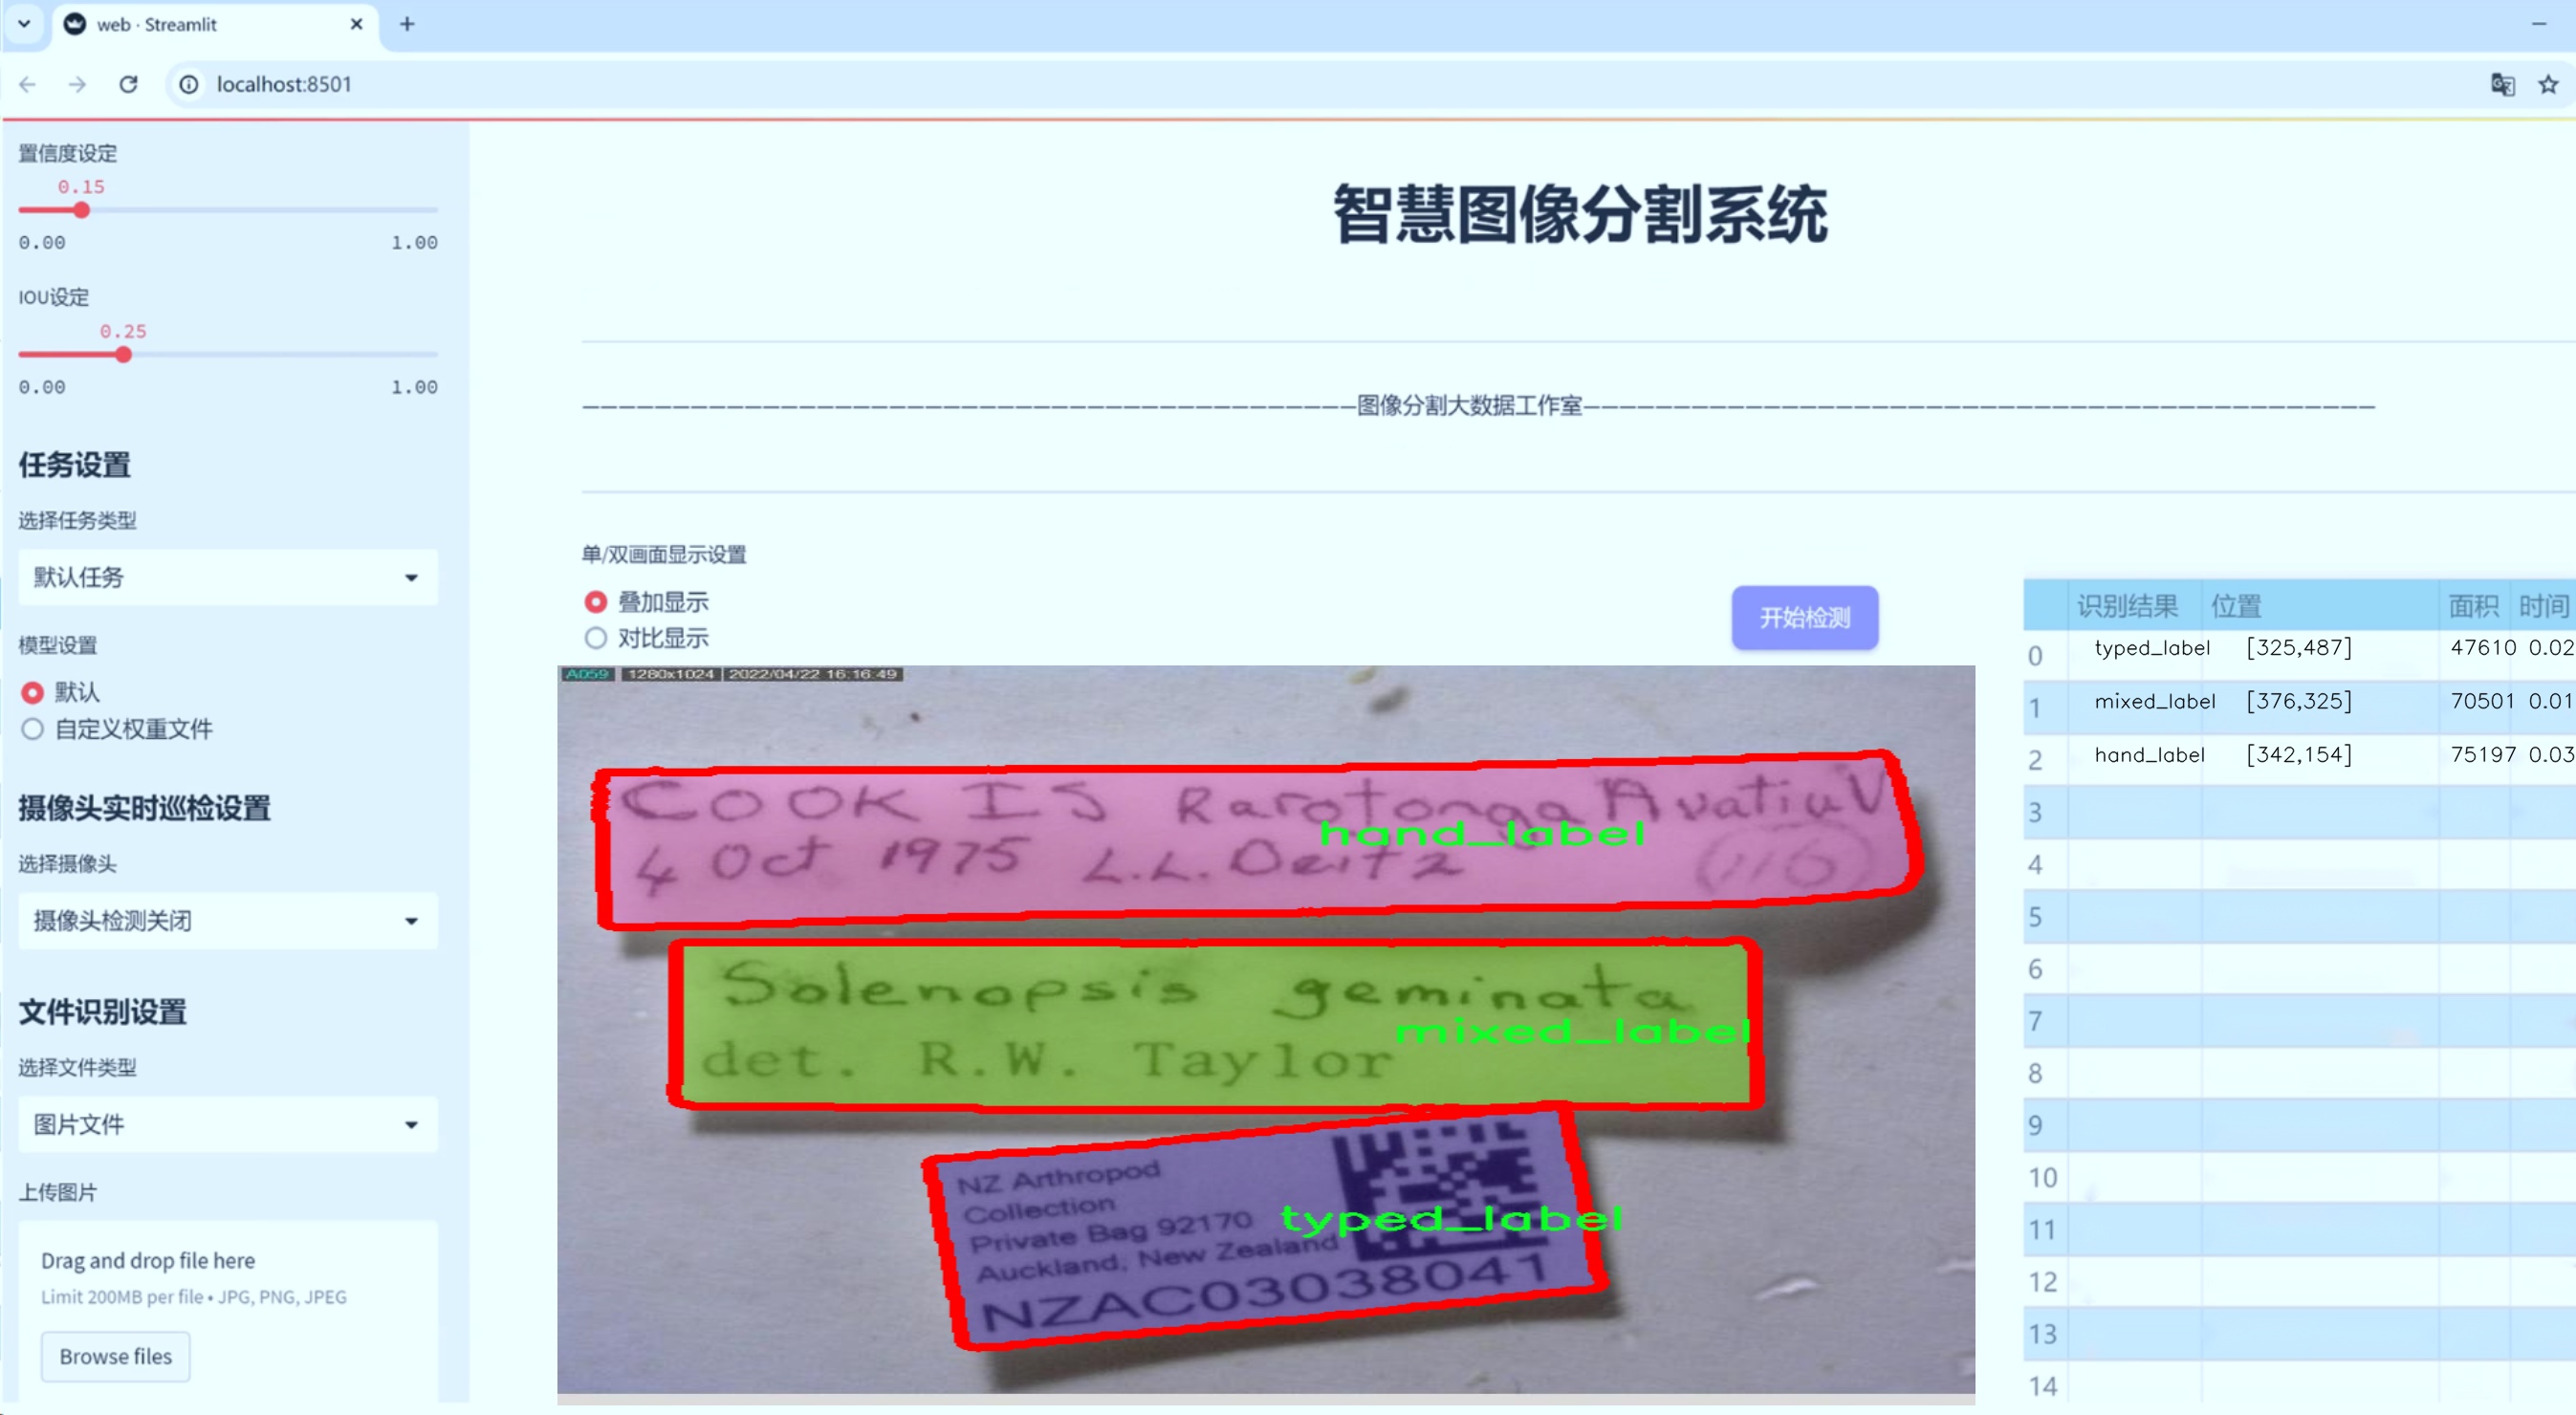 web · Streamlit
localhost:8501
置信度设定
0.15
0.00 1.00
IOU设定
0.25
0.00 1.00
任务设置
选择任务类型
默认任务
模型设置
默认
自定义权重文件
摄像头实时巡检设置
选择摄像头
摄像头检测关闭
文件识别设置
选择文件类型
图片文件
上传图片
Drag and drop file here
Limit 200MB per file • JPG, PNG, JPEG
Browse files
智慧图像分割系统
图像分割大数据工作室
单/双画面显示设置
叠加显示
对比显示
开始检测
A059 1280x1024 2022/04/22 16:16:49
COOK IS Rarotonga Avatiu V
hand_label
4 Oct 1975 L.L. Deitz (116)
Solenopsis geminata
mixed_label
det. R.W. Taylor
NZ Arthropod
Collection
Private Bag 92170
typed_label
Auckland, New Zealand
NZAC03038041
识别结果 位置 面积 时间
0 typed_label [325,487] 47610 0.02
1 mixed_label [376,325] 70501 0.01
2 hand_label [342,154] 75197 0.03
3
4
5
6
7
8
9
10
11
12
13
14